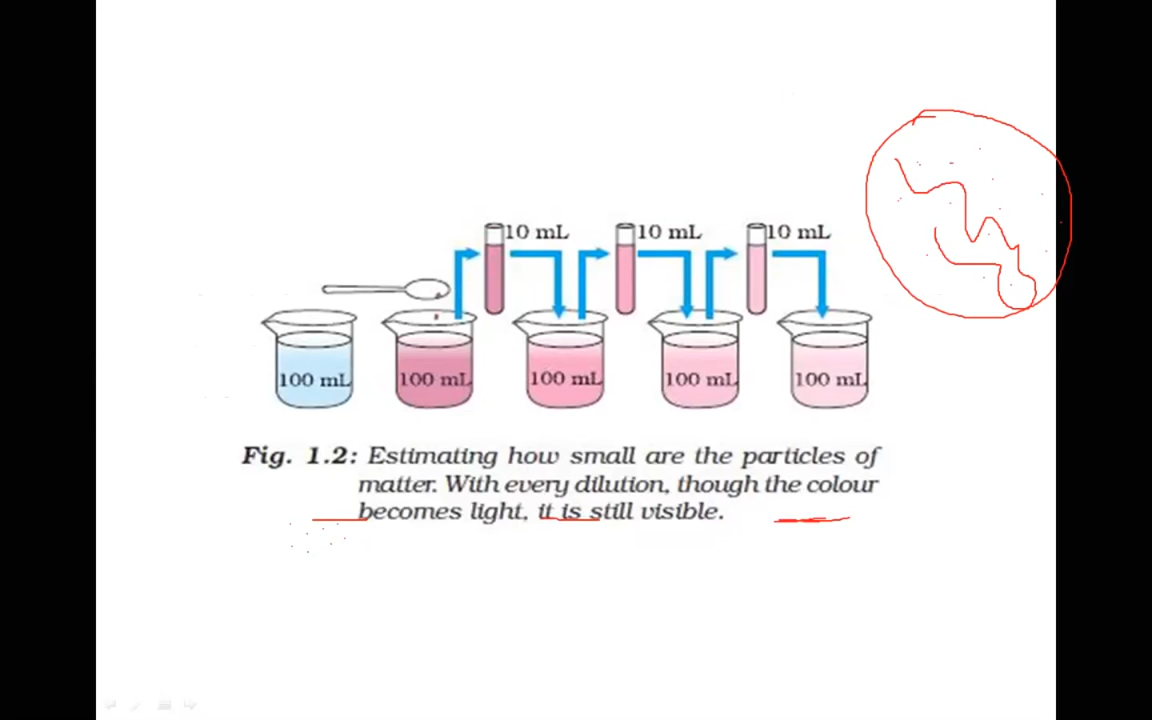 10 mL 10 mL 10 mL
100 mL 100 mL 100 mL 100 mL 100 mL
Fig. 1.2: Estimating how small are the particles of
matter. With every dilution, though the colour
becomes light, it is still visible.